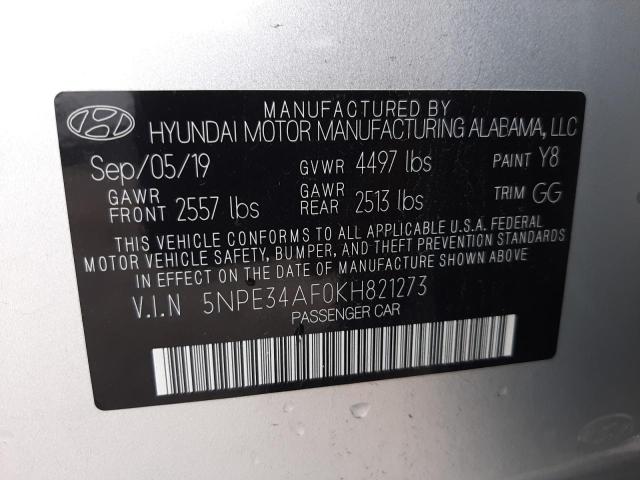 MANUFACTURED BY
HYUNDAI MOTOR MANUFACTURING ALABAMA, LLC
Sep/05/19 GVWR 4497 lbs PAINT Y8
GAWR FRONT 2557 lbs GAWR REAR 2513 lbs TRIM GG
THIS VEHICLE CONFORMS TO ALL APPLICABLE U.S.A. FEDERAL
MOTOR VEHICLE SAFETY, BUMPER, AND THEFT PREVENTION STANDARDS
IN EFFECT ON THE DATE OF MANUFACTURE SHOWN ABOVE.
V.I.N 5NPE34AF0KH821273
PASSENGER CAR